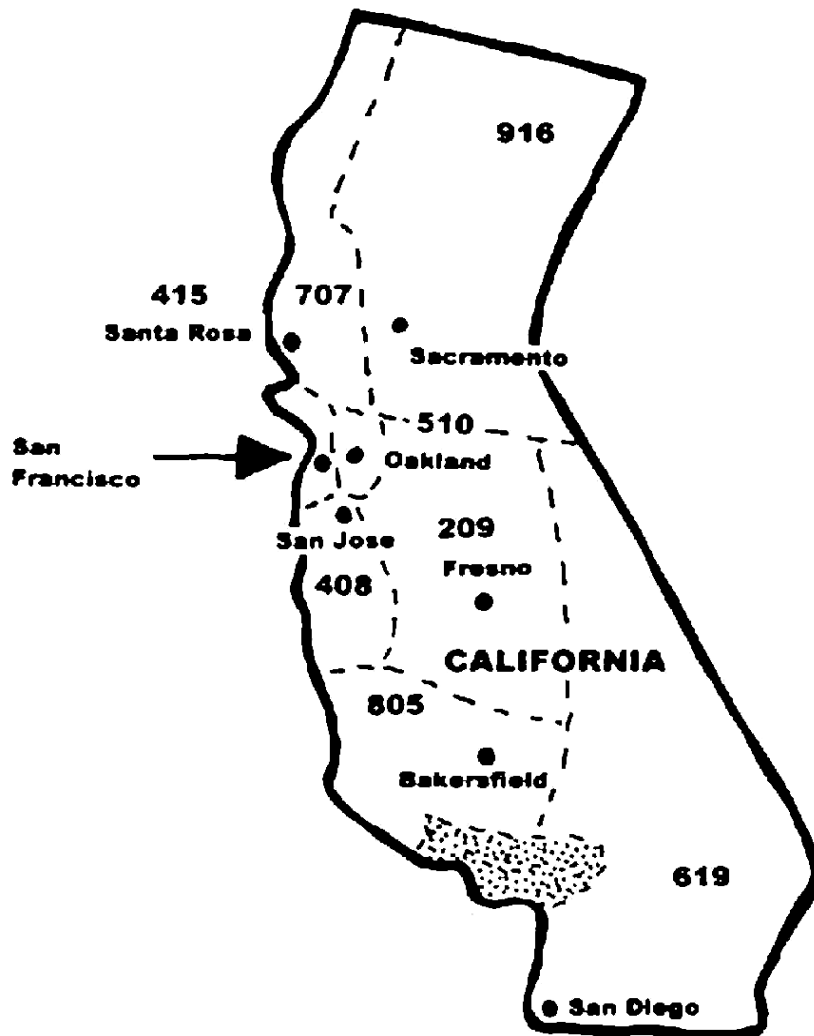 916
415
707
Santa Rosa
Sacramento
510
San
Francisco
Oakland
209
San Jose
Fresno
408
CALIFORNIA
805
Bakersfield
619
San Diego